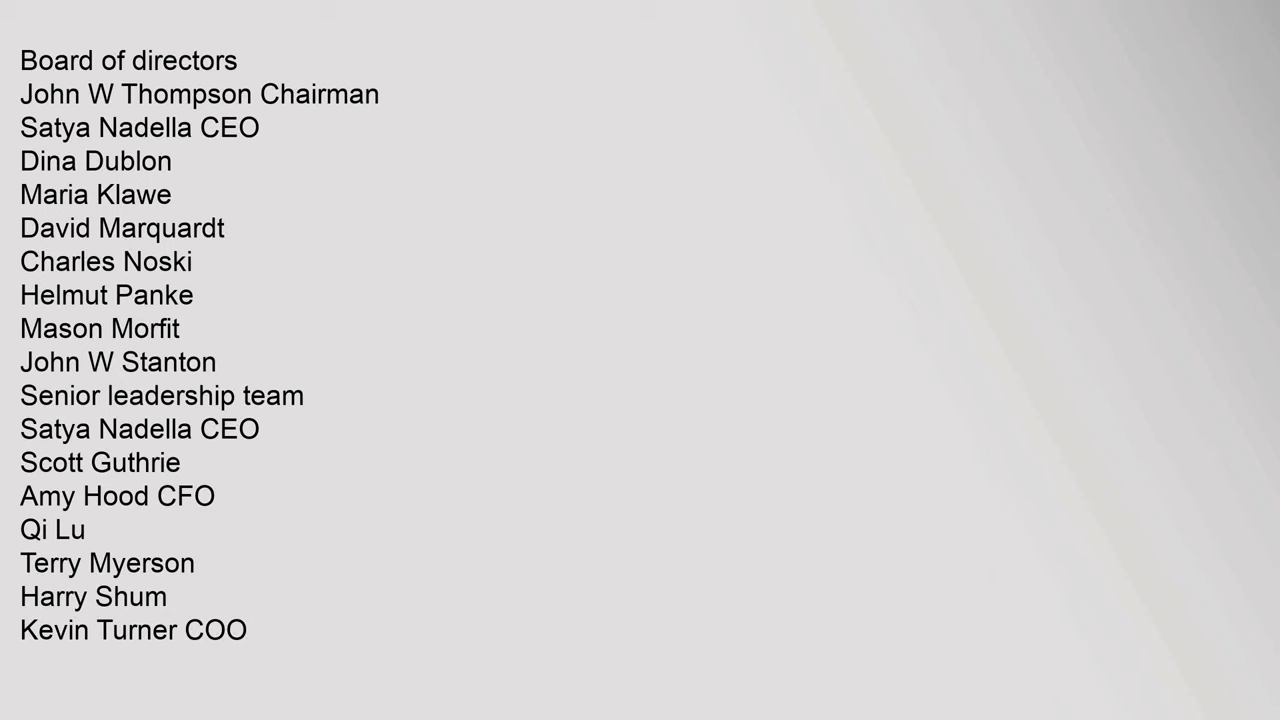 Board of directors
John W Thompson Chairman
Satya Nadella CEO
Dina Dublon
Maria Klawe
David Marquardt
Charles Noski
Helmut Panke
Mason Morfit
John W Stanton
Senior leadership team
Satya Nadella CEO
Scott Guthrie
Amy Hood CFO
Qi Lu
Terry Myerson
Harry Shum
Kevin Turner COO